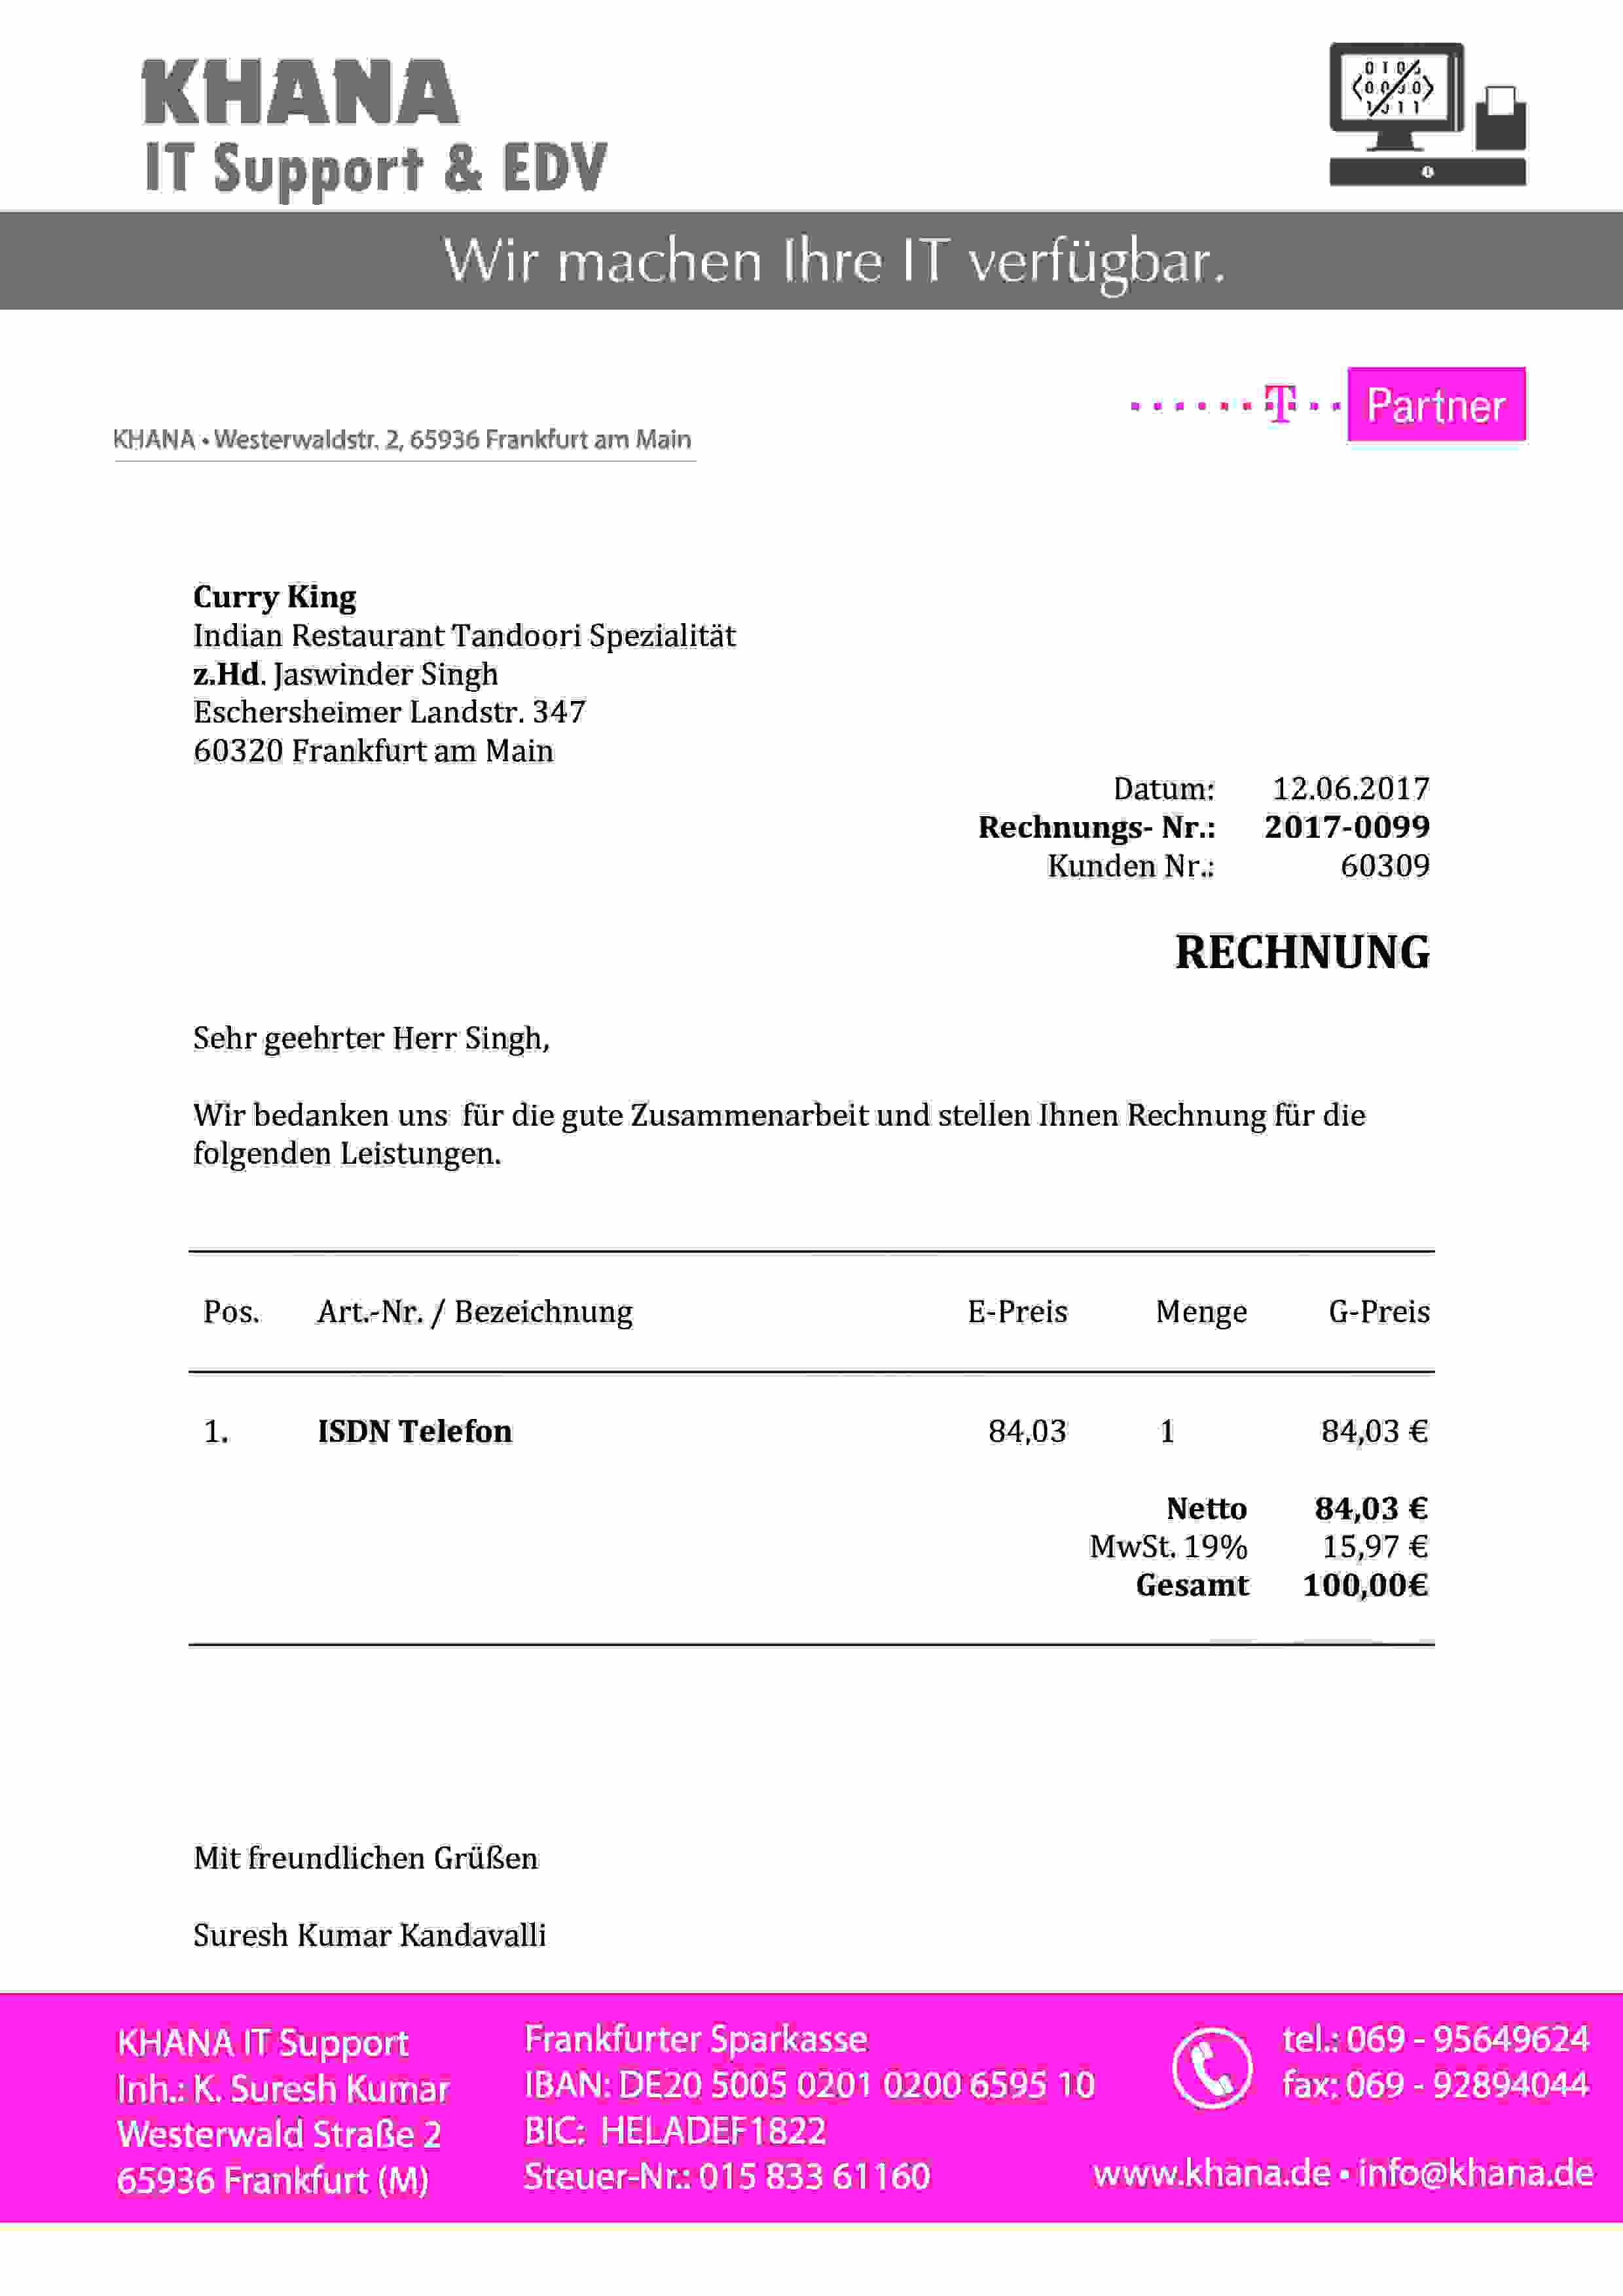 KHANA
IT Support & EDV
Wir machen Ihre IT verfügbar.
T Partner
KHANA • Westerwaldstr. 2, 65936 Frankfurt am Main
Curry King
Indian Restaurant Tandoori Spezialität
z.Hd. Jaswinder Singh
Eschersheimer Landstr. 347
60320 Frankfurt am Main
Datum: 12.06.2017
Rechnungs- Nr.: 2017-0099
Kunden Nr.: 60309
RECHNUNG
Sehr geehrter Herr Singh,
Wir bedanken uns für die gute Zusammenarbeit und stellen Ihnen Rechnung für die
folgenden Leistungen.
Pos. Art.-Nr. / Bezeichnung E-Preis Menge G-Preis
1. ISDN Telefon 84,03 1 84,03 €
Netto 84,03 €
MwSt. 19% 15,97 €
Gesamt 100,00€
Mit freundlichen Grüßen
Suresh Kumar Kandavalli
KHANA IT Support
Inh.: K. Suresh Kumar
Westerwald Straße 2
65936 Frankfurt (M)
Frankfurter Sparkasse
IBAN: DE20 5005 0201 0200 6595 10
BIC: HELADEF1822
Steuer-Nr.: 015 833 61160
tel.: 069 - 95649624
fax: 069 - 92894044
www.khana.de • info@khana.de